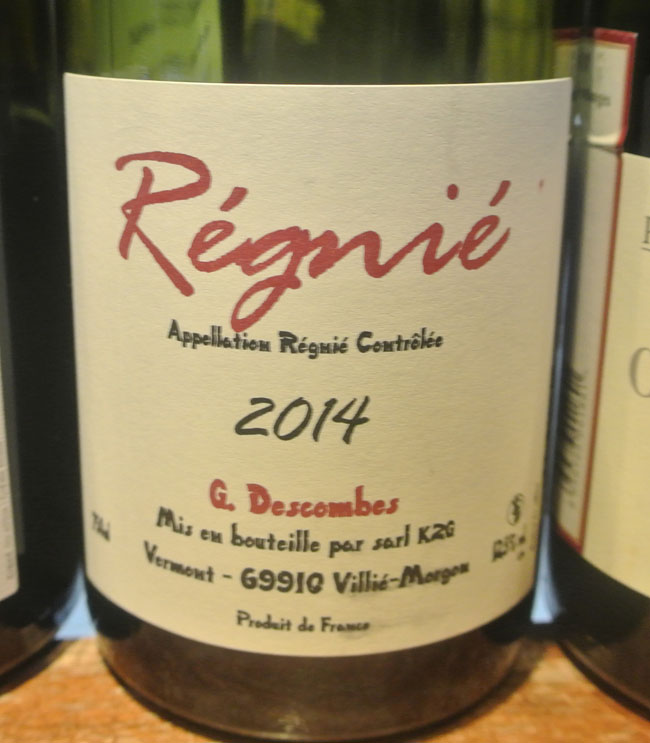 Régnié
Appellation Régnié Contrôlée
2014
G. Descombes
Mis en bouteille par sarl K2G
Vermont - 69910 Villié-Morgon
Produit de France